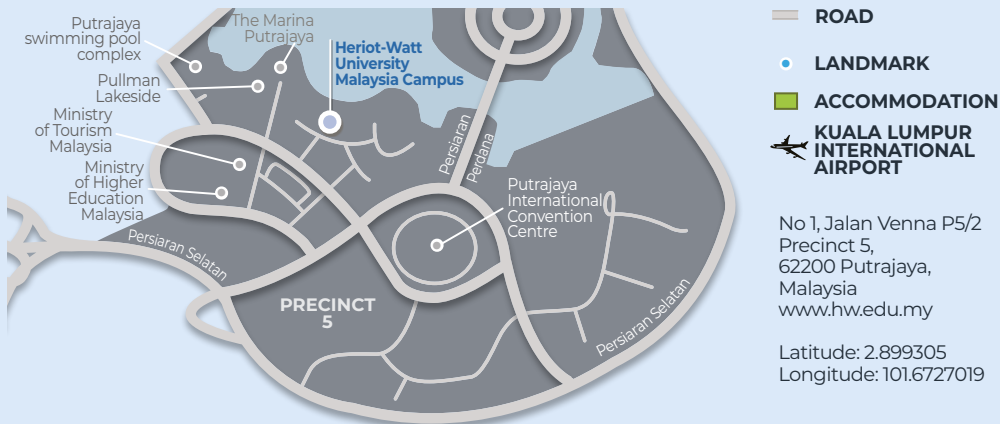 Putrajaya
swimming pool
complex
The Marina
Putrajaya
Heriot-Watt
University
Malaysia Campus
Pullman
Lakeside
Ministry
of Tourism
Malaysia
Ministry
of Higher
Education
Malaysia
Persiaran
Perdana
Putrajaya
International
Convention
Centre
Persiaran Selatan
PRECINCT
5
Persiaran Selatan
ROAD
LANDMARK
ACCOMMODATION
KUALA LUMPUR
INTERNATIONAL
AIRPORT
No 1, Jalan Venna P5/2
Precinct 5,
62200 Putrajaya,
Malaysia
www.hw.edu.my
Latitude: 2.899305
Longitude: 101.6727019